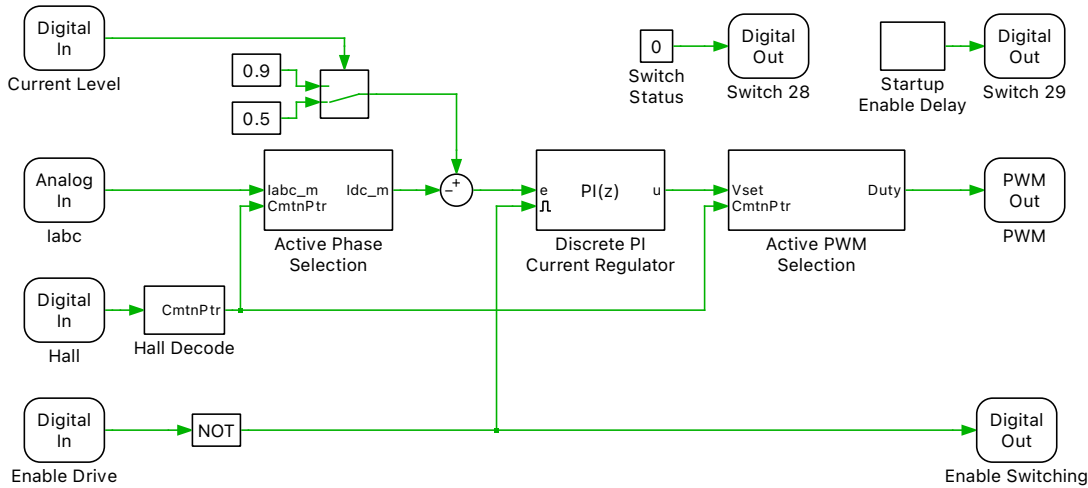 Digital
In
Current Level
0.9
0.5
0
Switch
Status
Digital
Out
Switch 28
Startup
Enable Delay
Digital
Out
Switch 29
Analog
In
Iabc
Iabc_m
Idc_m
CmtnPtr
Active Phase
Selection
−
+
e
PI(z)
u
Discrete PI
Current Regulator
Vset
Duty
CmtnPtr
Active PWM
Selection
PWM
Out
PWM
Digital
In
Hall
CmtnPtr
Hall Decode
Digital
In
Enable Drive
NOT
Digital
Out
Enable Switching